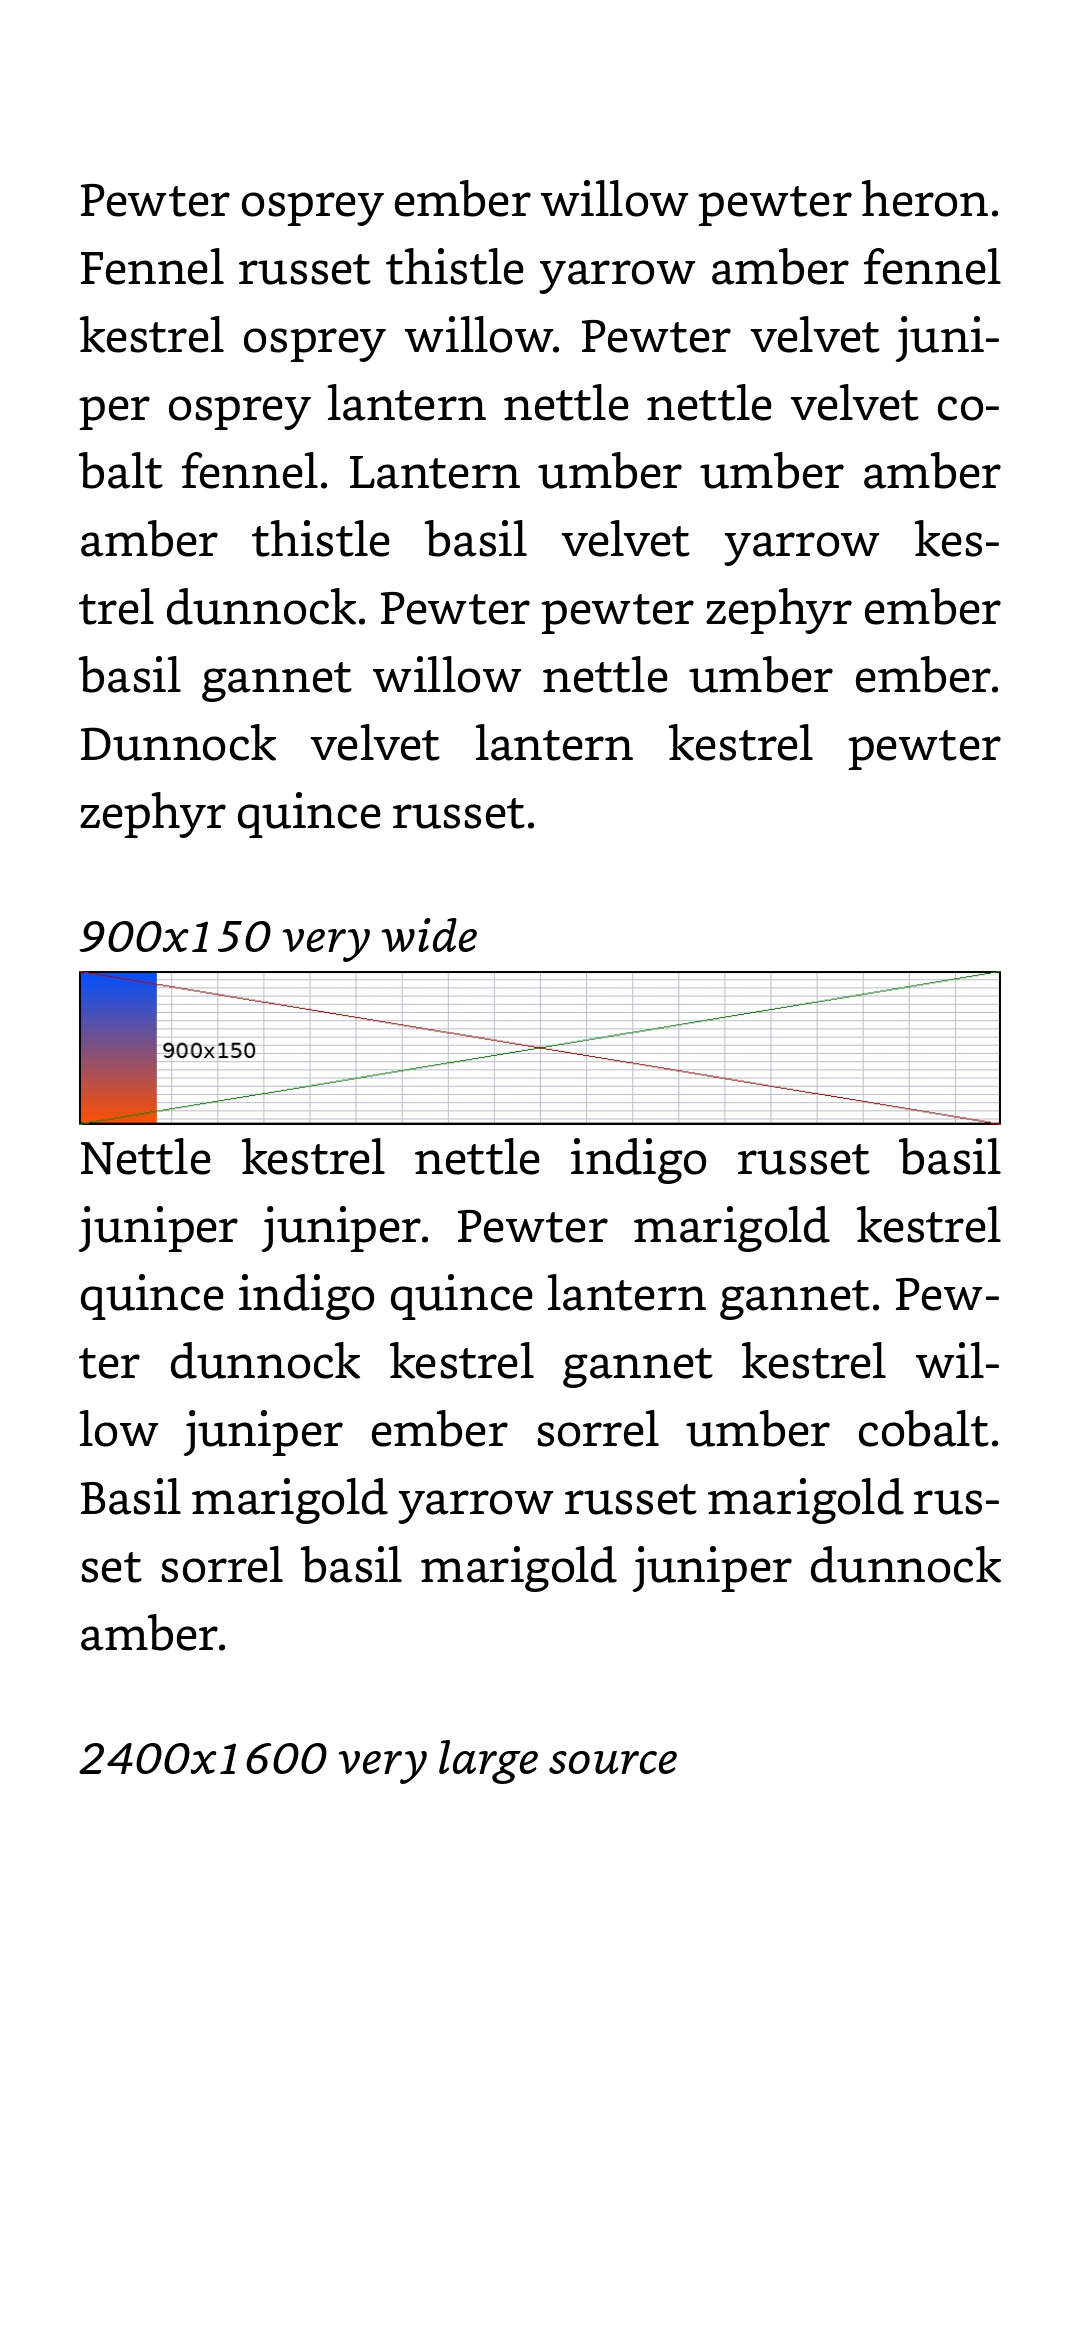 Pewter osprey ember willow pewter heron.
Fennel russet thistle yarrow amber fennel
kestrel osprey willow. Pewter velvet juni-
per osprey lantern nettle nettle velvet co-
balt fennel. Lantern umber umber amber
amber thistle basil velvet yarrow kes-
trel dunnock. Pewter pewter zephyr ember
basil gannet willow nettle umber ember.
Dunnock velvet lantern kestrel pewter
zephyr quince russet.
900x150 very wide
900x150
Nettle kestrel nettle indigo russet basil
juniper juniper. Pewter marigold kestrel
quince indigo quince lantern gannet. Pew-
ter dunnock kestrel gannet kestrel wil-
low juniper ember sorrel umber cobalt.
Basil marigold yarrow russet marigold rus-
set sorrel basil marigold juniper dunnock
amber.
2400x1600 very large source